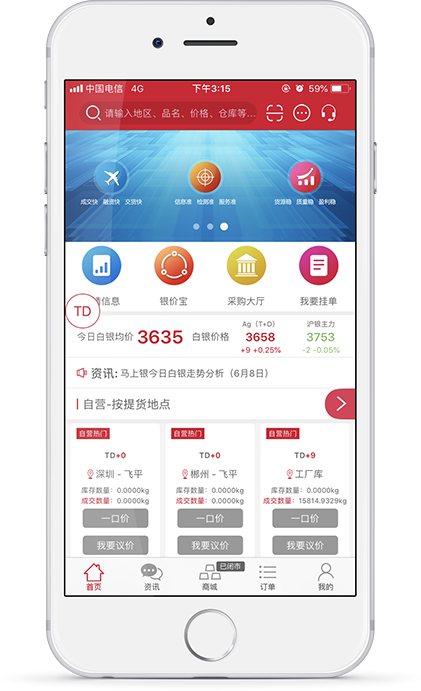 中国电信 4G 下午3:15 59%
请输入地区、品名、价格、仓库等...
成交快 融资快 交货快 信息准 检测准 服务准 货源稳 质量稳 盈利稳
情信息 银价宝 采购大厅 我要挂单
TD
今日白银均价 3635 白银价格 Ag（T+D） 3658 +9 +0.25% 沪银主力 3753 -2 -0.05%
资讯: 马上银今日白银走势分析（6月8日）
自营-按提货地点
自营热门 自营热门 自营热门
TD+0 TD+0 TD+9
深圳 - 飞平 郴州 - 飞平 工厂库
库存数量：0.0000kg 库存数量：0.0000kg 库存数量：0.0000kg
成交数量：0.0000kg 成交数量：0.0000kg 成交数量：15814.9329kg
一口价 一口价 一口价
我要议价 我要议价 我要议价
已闭市
首页 资讯 商城 订单 我的